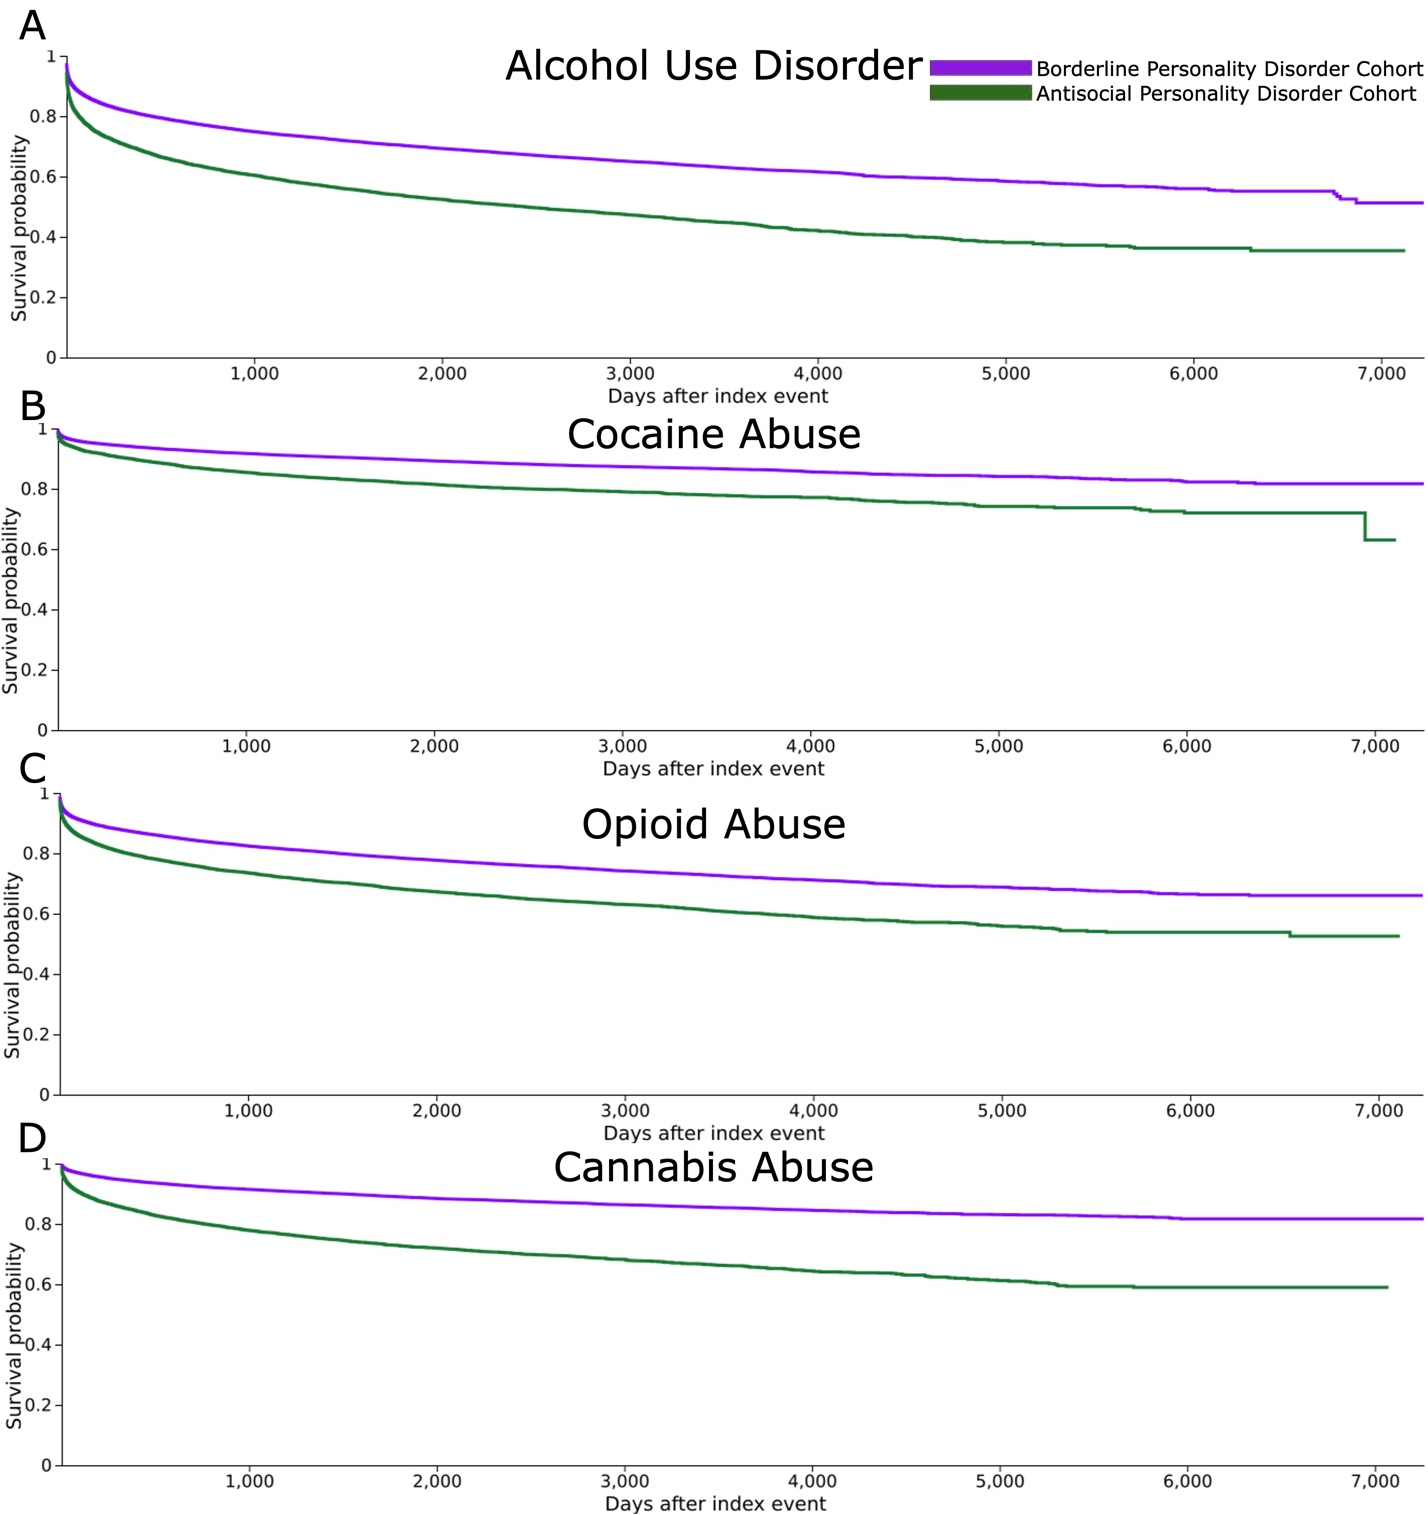 A
Alcohol Use Disorder
Borderline Personality Disorder Cohort
Antisocial Personality Disorder Cohort
Survival probability
1
0.8
0.6
0.4
0.2
0
1,000 2,000 3,000 4,000 5,000 6,000 7,000
Days after index event
B
Cocaine Abuse
Survival probability
1
0.8
0.6
0.4
0.2
0
1,000 2,000 3,000 4,000 5,000 6,000 7,000
Days after index event
C
Opioid Abuse
Survival probability
1
0.8
0.6
0.4
0.2
0
1,000 2,000 3,000 4,000 5,000 6,000 7,000
Days after index event
D
Cannabis Abuse
Survival probability
1
0.8
0.6
0.4
0.2
0
1,000 2,000 3,000 4,000 5,000 6,000 7,000
Days after index event